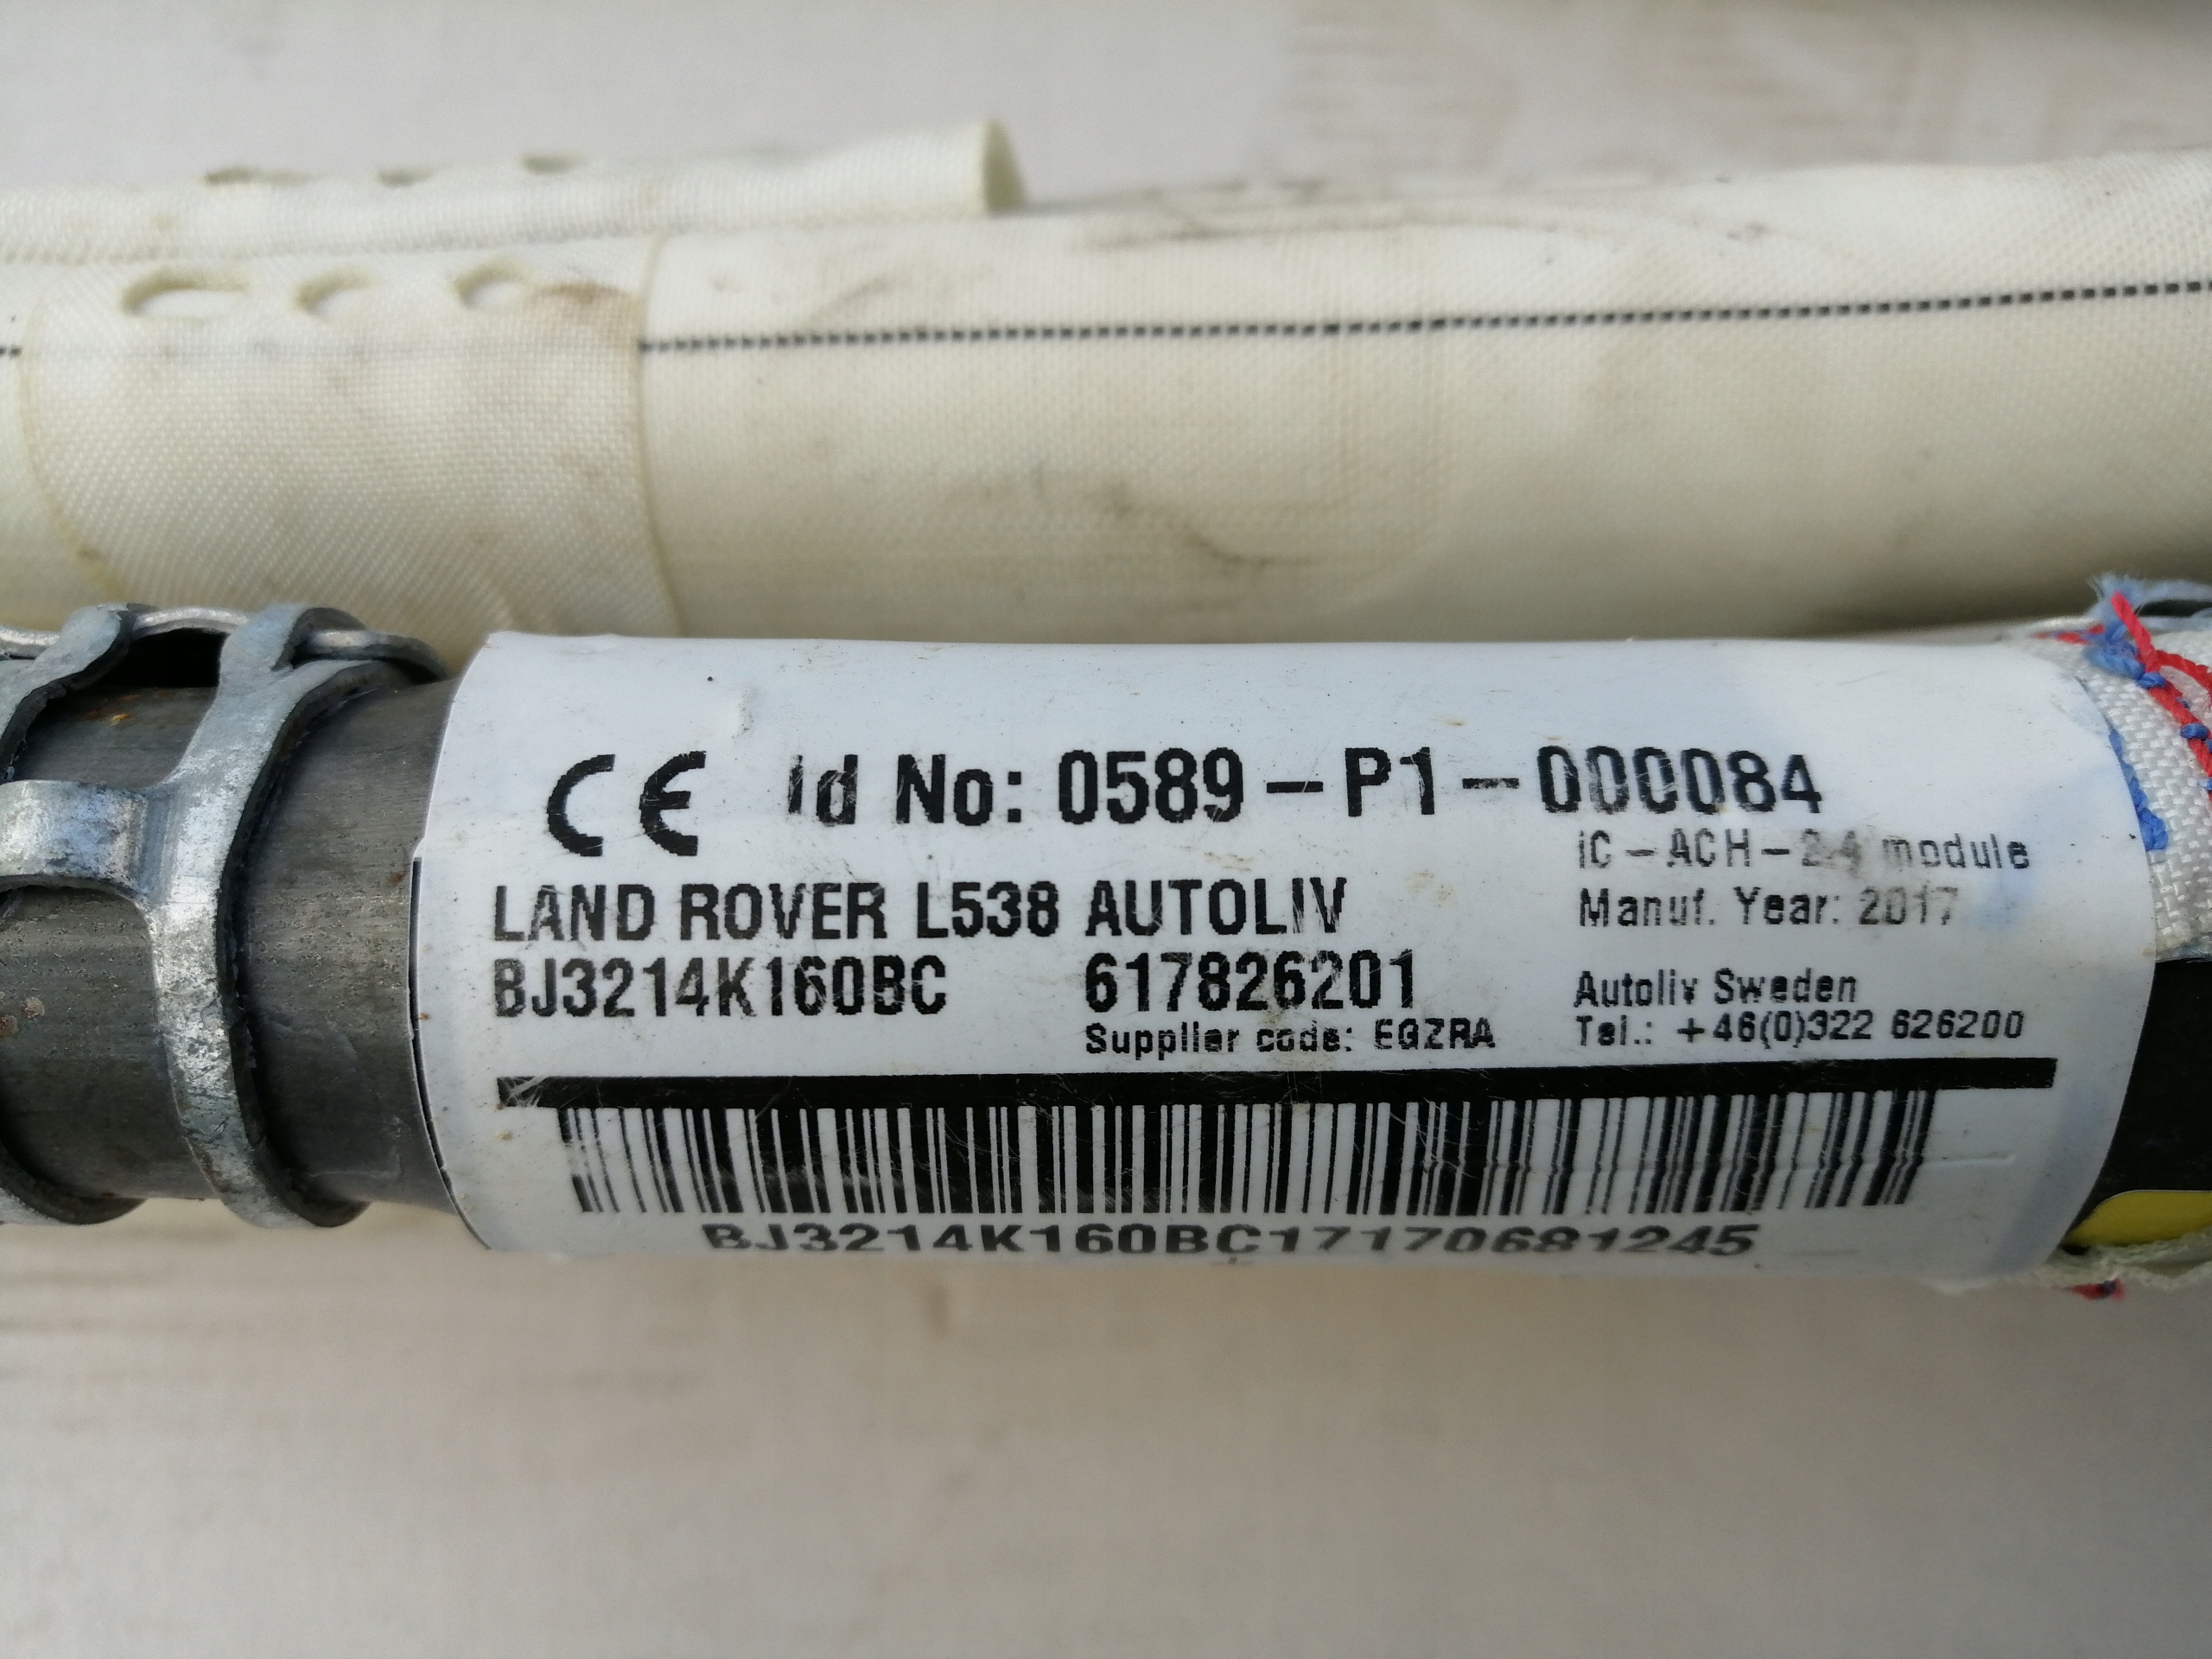 CE Id No: 0589-P1-000084
iC-ACH-2.4 module
LAND ROVER L538 AUTOLIV
Manuf. Year: 2017
BJ3214K160BC 617826201
Autoliv Sweden
Supplier code: EGZRA
Tel.: +46(0)322 626200
BJ3214K160BC17170681245